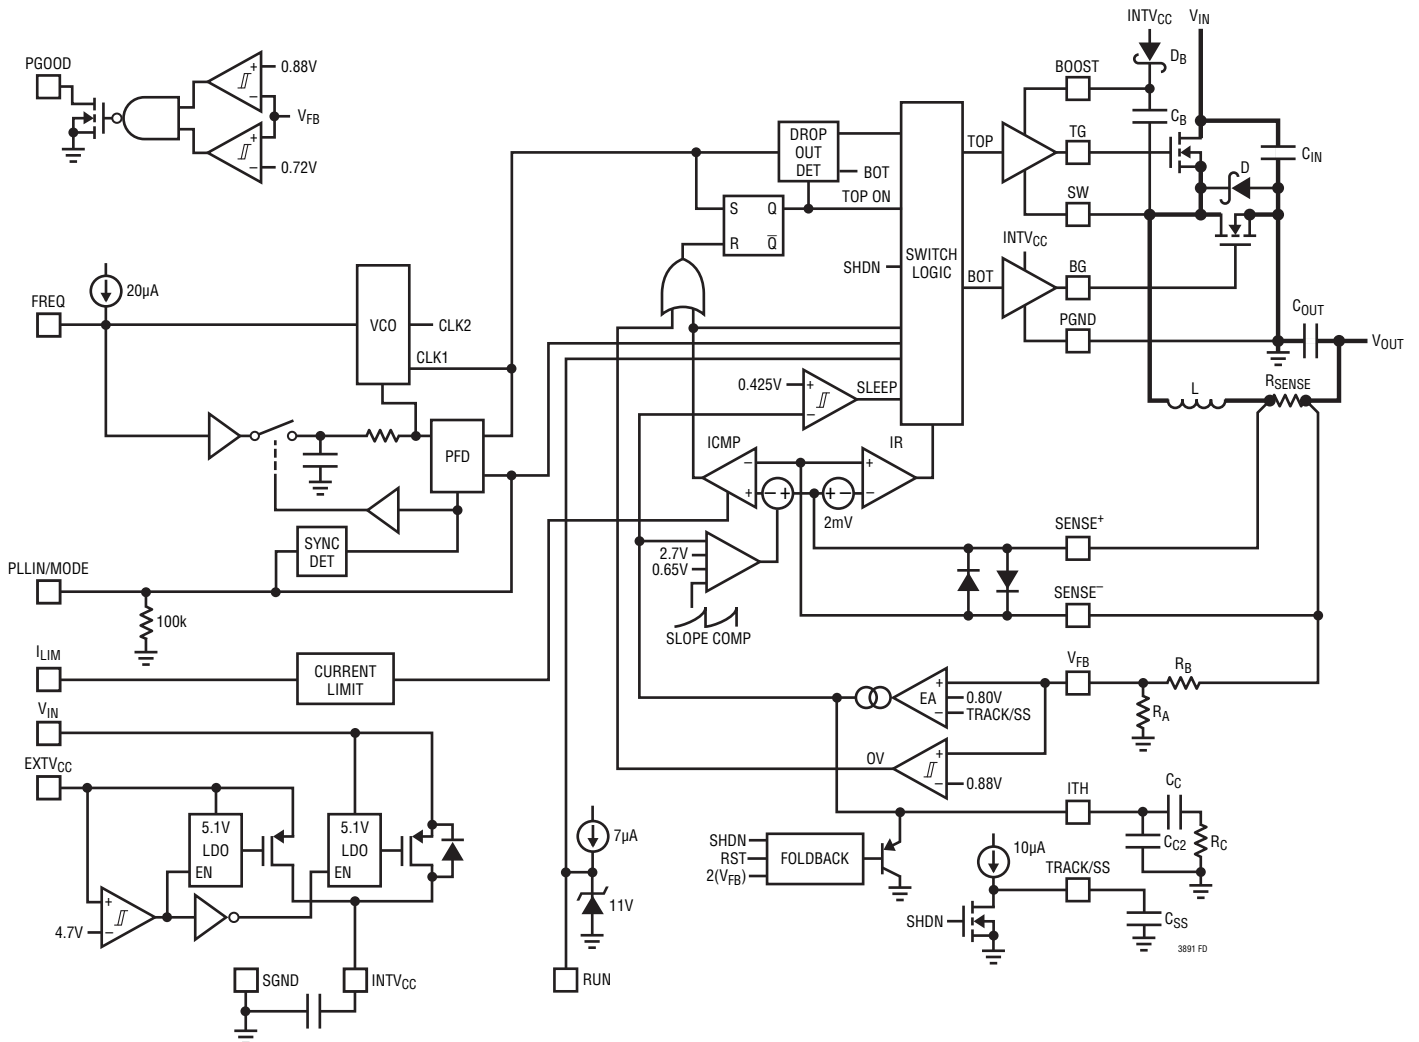 INTVCC
VIN
DB
BOOST
CB
PGOOD
+
0.88V
−
VFB
+
−
0.72V
DROP
OUT
DET
BOT
TOP ON
S
Q
R
Q̅
SHDN
SWITCH
LOGIC
TOP
TG
CIN
D
SW
INTVCC
BOT
BG
PGND
COUT
VOUT
20µA
FREQ
VCO
CLK2
CLK1
0.425V
+
−
SLEEP
L
RSENSE
PFD
ICMP
−
+
− +
+ −
2mV
IR
+
−
SYNC
DET
2.7V
0.65V
SLOPE COMP
SENSE+
SENSE−
PLLIN/MODE
100k
ILIM
CURRENT
LIMIT
VFB
RB
RA
EA
+
0.80V
−
TRACK/SS
OV
+
−
0.88V
VIN
EXTVCC
5.1V
LDO
EN
5.1V
LDO
EN
+
4.7V
−
ITH
CC
CC2
RC
7µA
11V
SHDN
RST
2(VFB)
FOLDBACK
10µA
TRACK/SS
SHDN
CSS
3891 FD
SGND
INTVCC
RUN